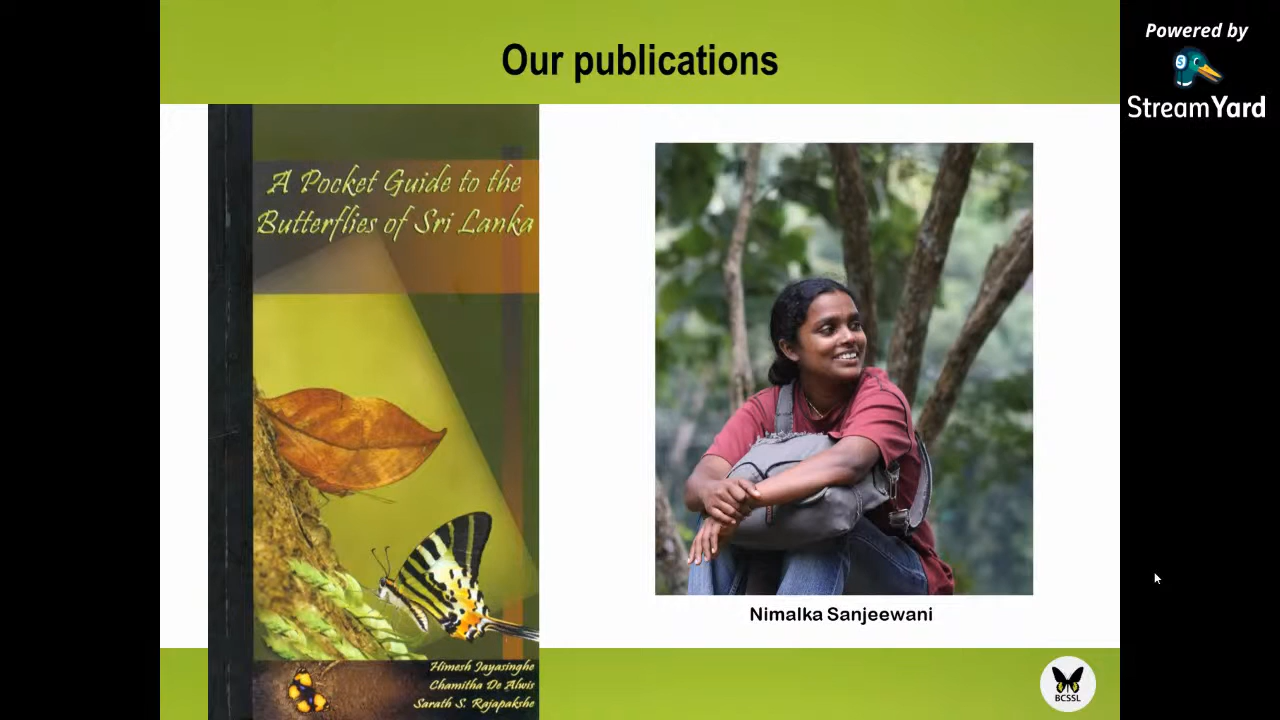 Our publications
Powered by
StreamYard
A Pocket Guide to the
Butterflies of Sri Lanka
Nimalka Sanjeewani
Himesh Jayasinghe
Chamitha De Alwis
Sarath S. Rajapakshe
BCSSL